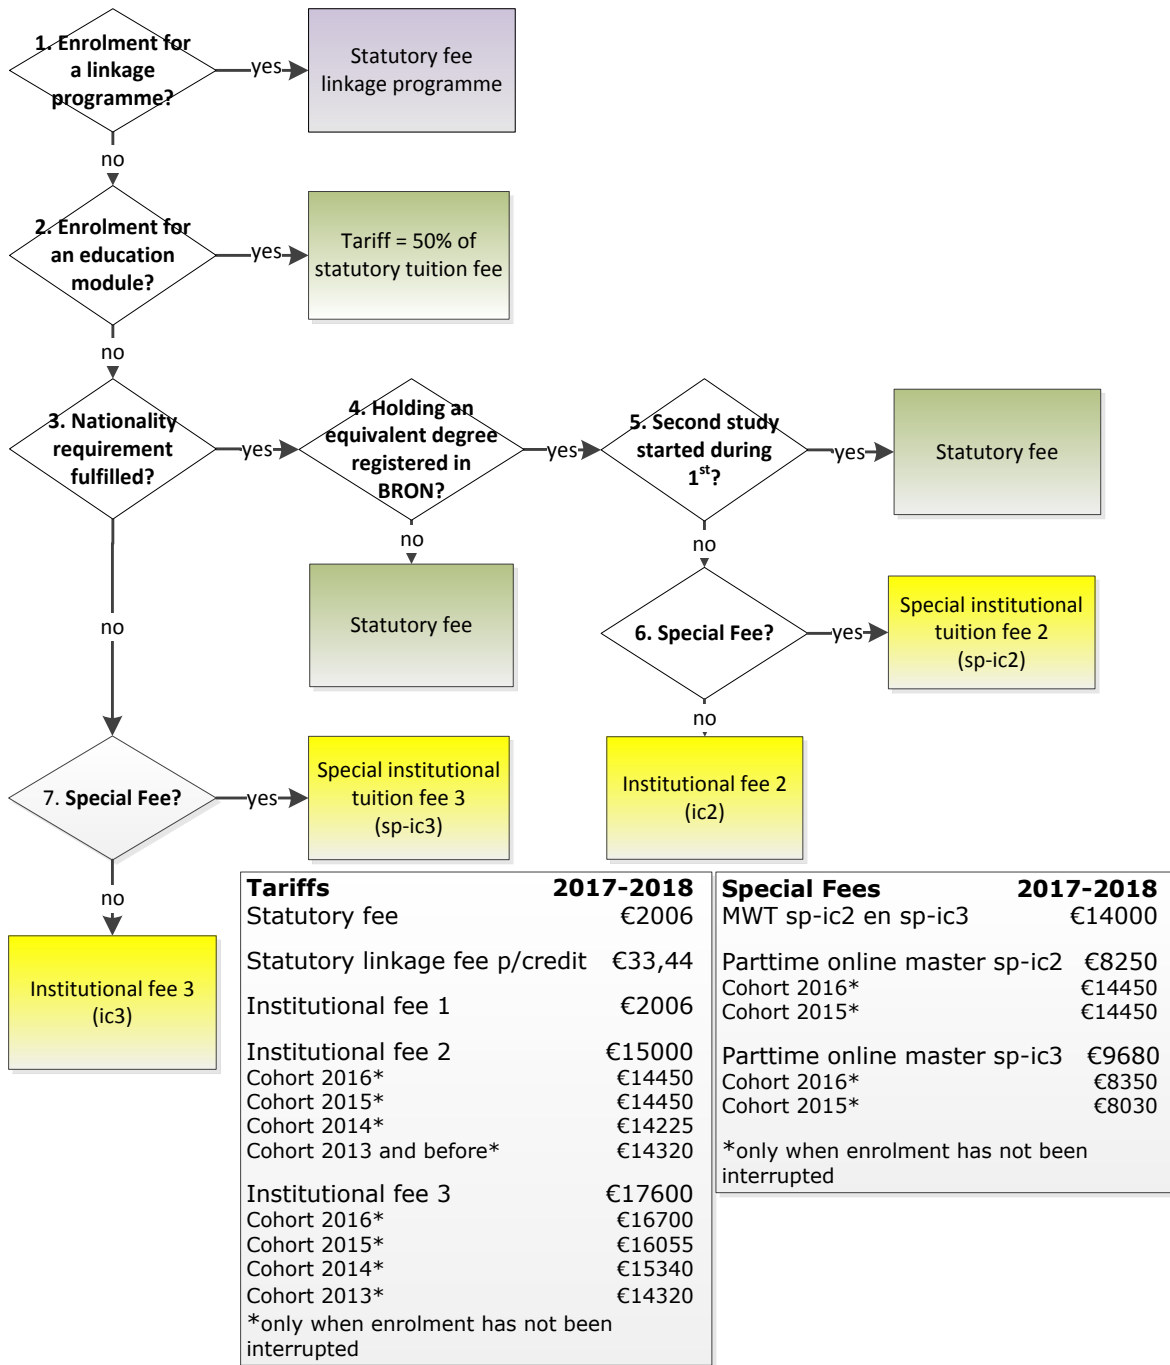 1. Enrolment for
a linkage
programme?
yes
Statutory fee
linkage programme
no
2. Enrolment for
an education
module?
yes
Tariff = 50% of
statutory tuition fee
no
3. Nationality
requirement
fulfilled?
yes
4. Holding an
equivalent degree
registered in
BRON?
yes
5. Second study
started during
1st?
yes
Statutory fee
no
Statutory fee
no
6. Special Fee?
yes
Special institutional
tuition fee 2
(sp-ic2)
no
Institutional fee 2
(ic2)
no
7. Special Fee?
yes
Special institutional
tuition fee 3
(sp-ic3)
no
Institutional fee 3
(ic3)
Tariffs 2017-2018
Statutory fee €2006
Statutory linkage fee p/credit €33,44
Institutional fee 1 €2006
Institutional fee 2 €15000
Cohort 2016* €14450
Cohort 2015* €14450
Cohort 2014* €14225
Cohort 2013 and before* €14320
Institutional fee 3 €17600
Cohort 2016* €16700
Cohort 2015* €16055
Cohort 2014* €15340
Cohort 2013* €14320
*only when enrolment has not been
interrupted
Special Fees 2017-2018
MWT sp-ic2 en sp-ic3 €14000
Parttime online master sp-ic2 €8250
Cohort 2016* €14450
Cohort 2015* €14450
Parttime online master sp-ic3 €9680
Cohort 2016* €8350
Cohort 2015* €8030
*only when enrolment has not been
interrupted